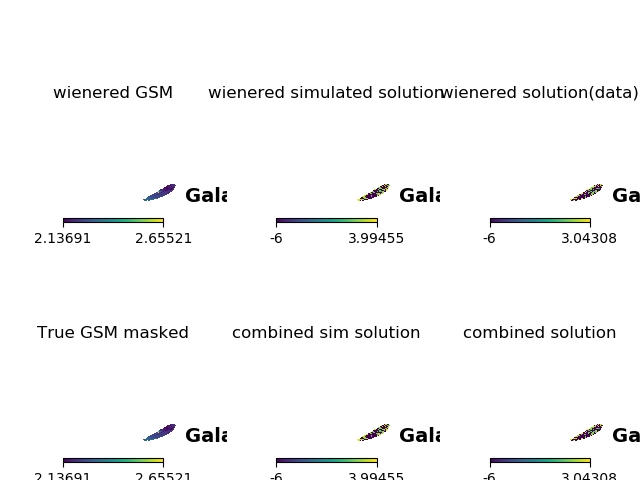 wienered GSM wienered simulated solution wienered solution(data)
Gala Gala Ga
2.13691 2.65521 -6 3.99455 -6 3.04308
True GSM masked combined sim solution combined solution
Gala Gala Ga
2.13691 2.65521 -6 3.99455 -6 3.04308